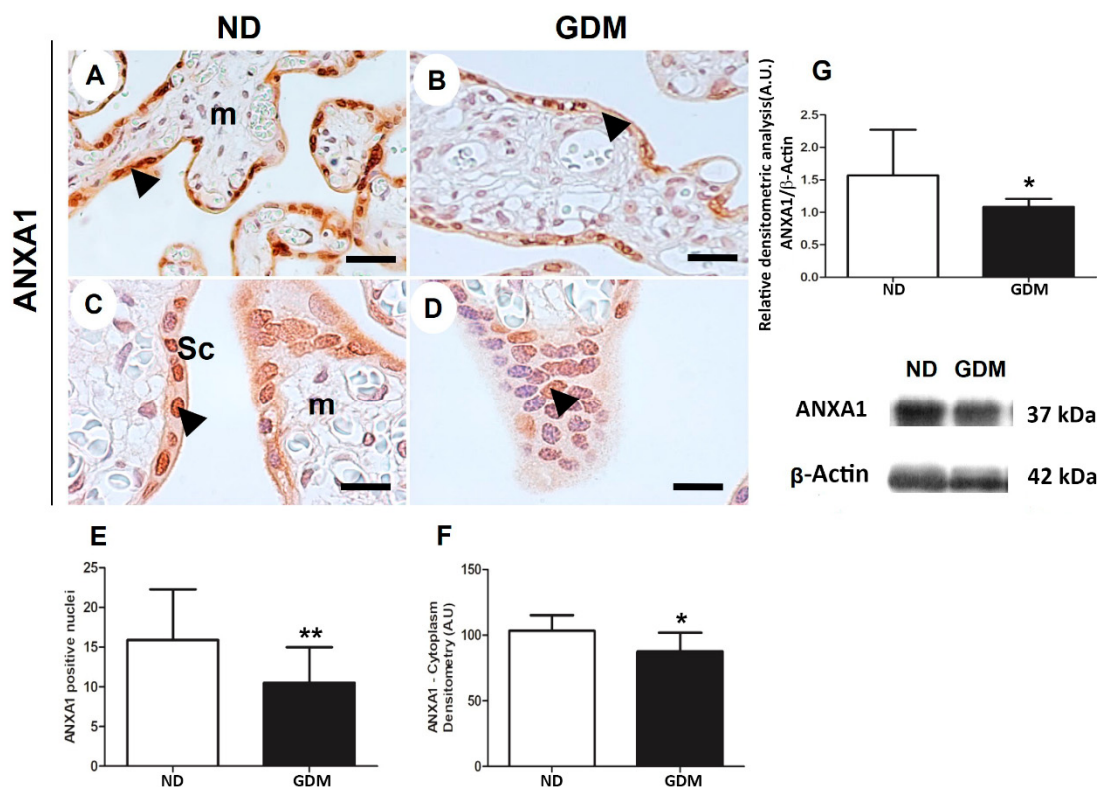 ND
GDM
ANXA1
A
m
B
C
Sc
m
D
G
Relative densitometric analysis(A.U.)
ANXA1/β-Actin
2.5
2.0
1.5
1.0
0.5
0.0
*
ND
GDM
ND GDM
ANXA1
37 kDa
β-Actin
42 kDa
E
ANXA1 positive nuclei
25
20
15
10
5
0
**
ND
GDM
F
ANXA1 - Cytoplasm
Densitometry (A.U)
150
100
50
0
*
ND
GDM